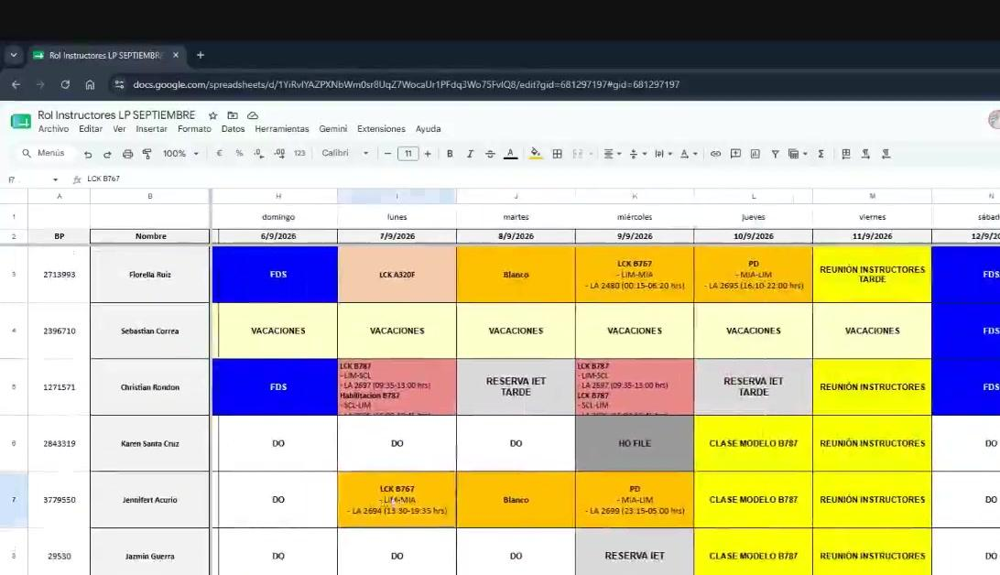 Rol Instructores LP SEPTIEMBR
docs.google.com/spreadsheets/d/1YiRvlYAZPXNbWm0sr8UqZ7WocaUr1PFdq3Wo75FvlQ8/edit?gid=681297197#gid=681297197
Rol Instructores LP SEPTIEMBRE
Archivo Editar Ver Insertar Formato Datos Herramientas Gemini Extensiones Ayuda
Menús 100% € % .0 .00 123 Calibri 11 B I A Σ
I7 fx LCK B767
A B H I J K L M N
1 domingo lunes martes miércoles jueves viernes sábad
2 BP Nombre 6/9/2026 7/9/2026 8/9/2026 9/9/2026 10/9/2026 11/9/2026 12/9/20
3 2713993 Fiorella Ruiz FDS LCK A320F Blanco
LCK B767
- LIM-MIA
- LA 2480 (00:15-06:20 hrs)
PD
- MIA-LIM
- LA 2695 (16:10-22:00 hrs)
REUNIÓN INSTRUCTORES
TARDE
FDS
4 2396710 Sebastian Correa VACACIONES VACACIONES VACACIONES VACACIONES VACACIONES VACACIONES FDS
5 1271571 Christian Rondon FDS
LCK B787
- LIM-SCL
- LA 2697 (09:35-13:00 hrs)
Habilitacion B787
- SCL-LIM
RESERVA IET
TARDE
LCK B787
- LIM-SCL
- LA 2697 (09:35-13:00 hrs)
LCK B787
- SCL-LIM
RESERVA IET
TARDE
REUNIÓN INSTRUCTORES
FDS
6 2843319 Karen Santa Cruz DO DO DO HO FILE CLASE MODELO B787 REUNIÓN INSTRUCTORES DO
7 3779550 Jennifert Acurio DO
LCK B767
- LIM-MIA
- LA 2694 (13:30-19:35 hrs)
Blanco
PD
- MIA-LIM
- LA 2699 (23:15-05:00 hrs)
CLASE MODELO B787 REUNIÓN INSTRUCTORES DO
8 29530 Jazmin Guerra DO DO DO RESERVA IET CLASE MODELO B787 REUNIÓN INSTRUCTORES DO